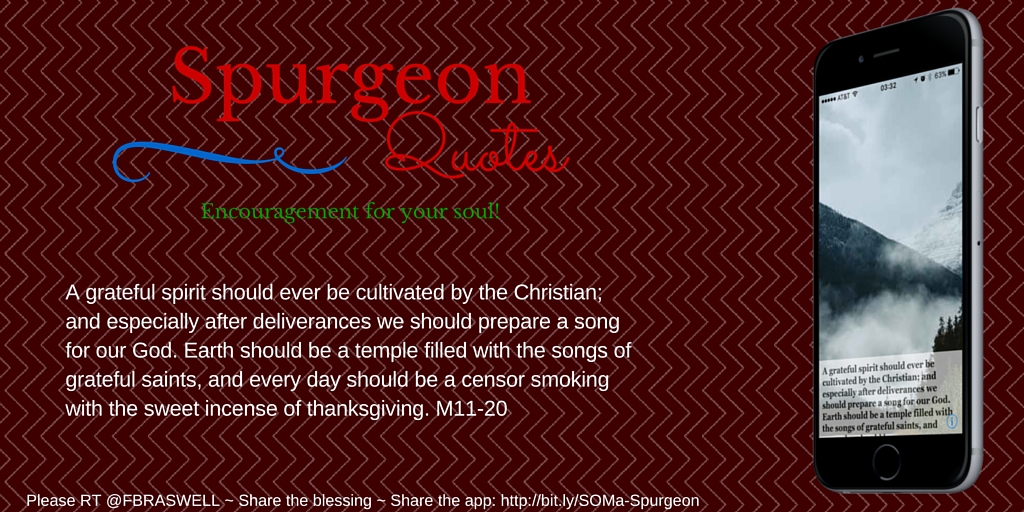 Spurgeon
Quotes
Encouragement for your soul!
A grateful spirit should ever be cultivated by the Christian;
and especially after deliverances we should prepare a song
for our God. Earth should be a temple filled with the songs of
grateful saints, and every day should be a censor smoking
with the sweet incense of thanksgiving. M11-20
Please RT @FBRASWELL ~ Share the blessing ~ Share the app: http://bit.ly/SOMa-Spurgeon
AT&T 03:32 63%
A grateful spirit should ever be
cultivated by the Christian; and
especially after deliverances we
should prepare a song for our God.
Earth should be a temple filled with
the songs of grateful saints, and